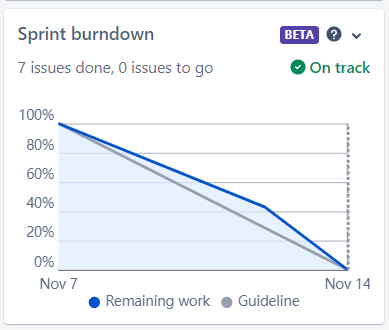 Sprint burndown BETA ?
7 issues done, 0 issues to go On track
100%
80%
60%
40%
20%
0%
Nov 7 Nov 14
Remaining work Guideline